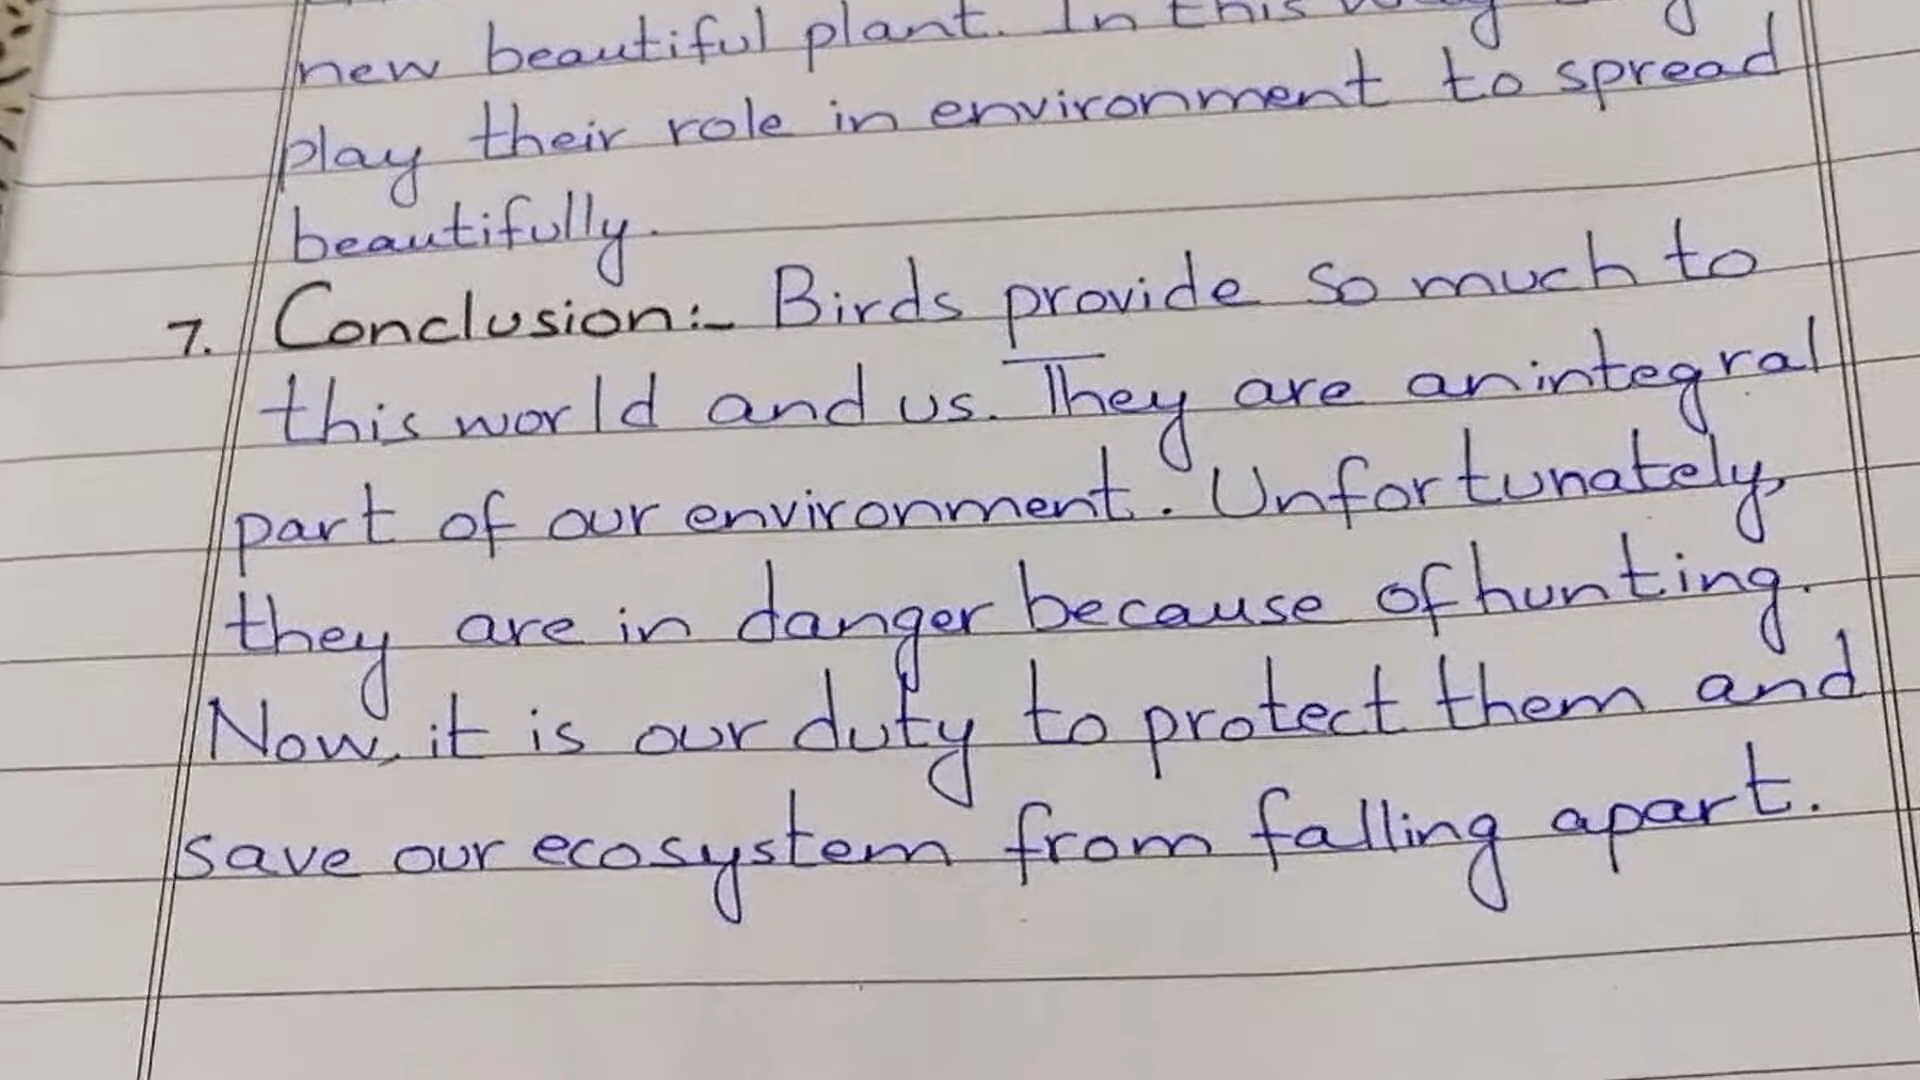 new beautiful plant. In this
play their role in environment to spread
beautifully.
7. Conclusion:- Birds provide so much to
this world and us. They are an integral
part of our environment. Unfortunately,
they are in danger because of hunting.
Now, it is our duty to protect them and
save our ecosystem from falling apart.